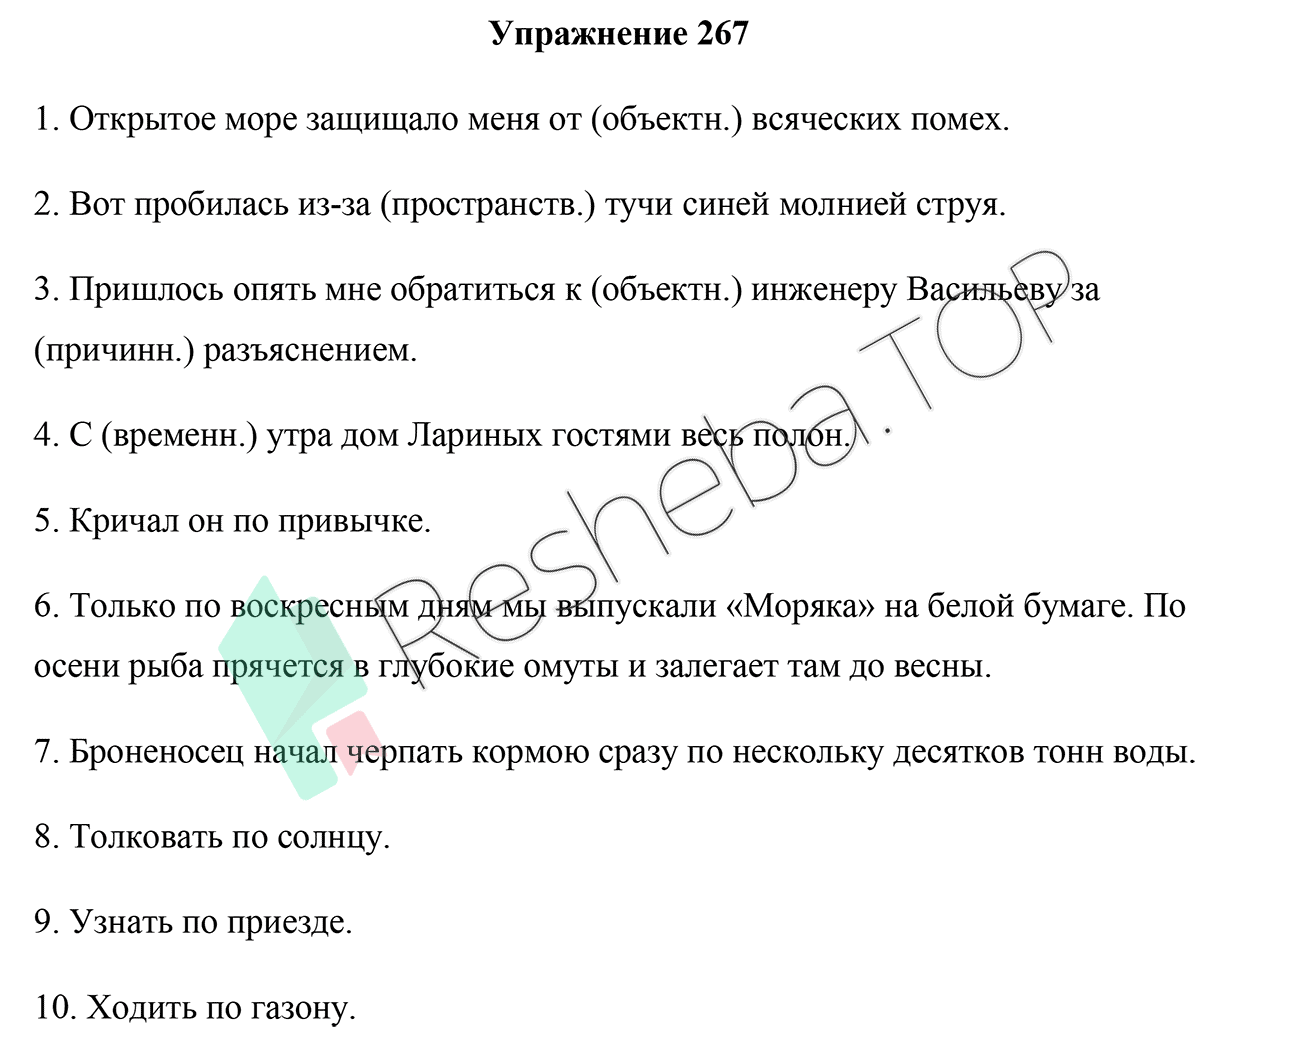 Упражнение 267
1. Открытое море защищало меня от (объектн.) всяческих помех.
2. Вот пробилась из-за (пространств.) тучи синей молнией струя.
3. Пришлось опять мне обратиться к (объектн.) инженеру Васильеву за
(причинн.) разъяснением.
4. С (временн.) утра дом Лариных гостями весь полон.
5. Кричал он по привычке.
6. Только по воскресным дням мы выпускали «Моряка» на белой бумаге. По
осени рыба прячется в глубокие омуты и залегает там до весны.
7. Броненосец начал черпать кормою сразу по нескольку десятков тонн воды.
8. Толковать по солнцу.
9. Узнать по приезде.
10. Ходить по газону.
Resheba.TOP